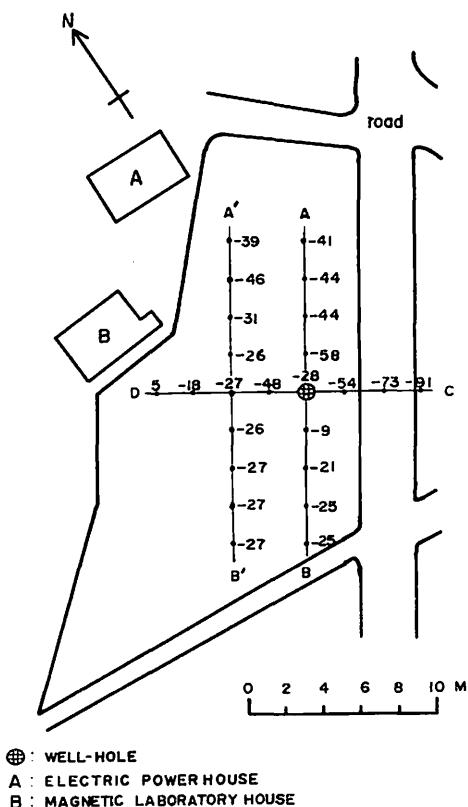 N
road
A
A' A
-39 -41
-46 -44
-31 -44
B
-26 -58
D 5 -18 -27 -48 -28 -54 -73 -91 C
-26 -9
-27 -21
-27 -25
-27 -25
B' B
0 2 4 6 8 10 M
: WELL-HOLE
A : ELECTRIC POWER HOUSE
B : MAGNETIC LABORATORY HOUSE